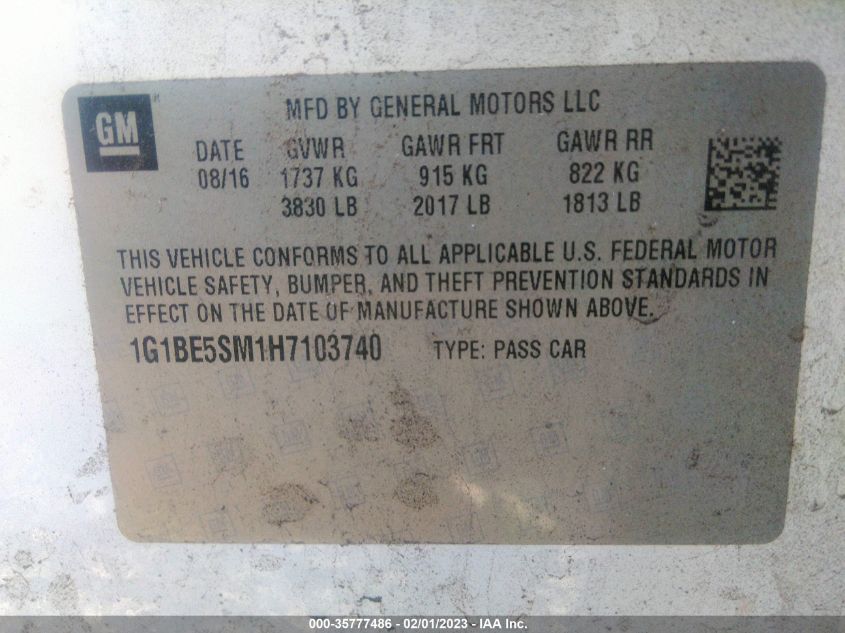 GM
MFD BY GENERAL MOTORS LLC
DATE GVWR GAWR FRT GAWR RR
08/16 1737 KG 915 KG 822 KG
3830 LB 2017 LB 1813 LB
THIS VEHICLE CONFORMS TO ALL APPLICABLE U.S. FEDERAL MOTOR
VEHICLE SAFETY, BUMPER, AND THEFT PREVENTION STANDARDS IN
EFFECT ON THE DATE OF MANUFACTURE SHOWN ABOVE.
1G1BE5SM1H7103740 TYPE: PASS CAR
000-35777486 - 02/01/2023 - IAA Inc.